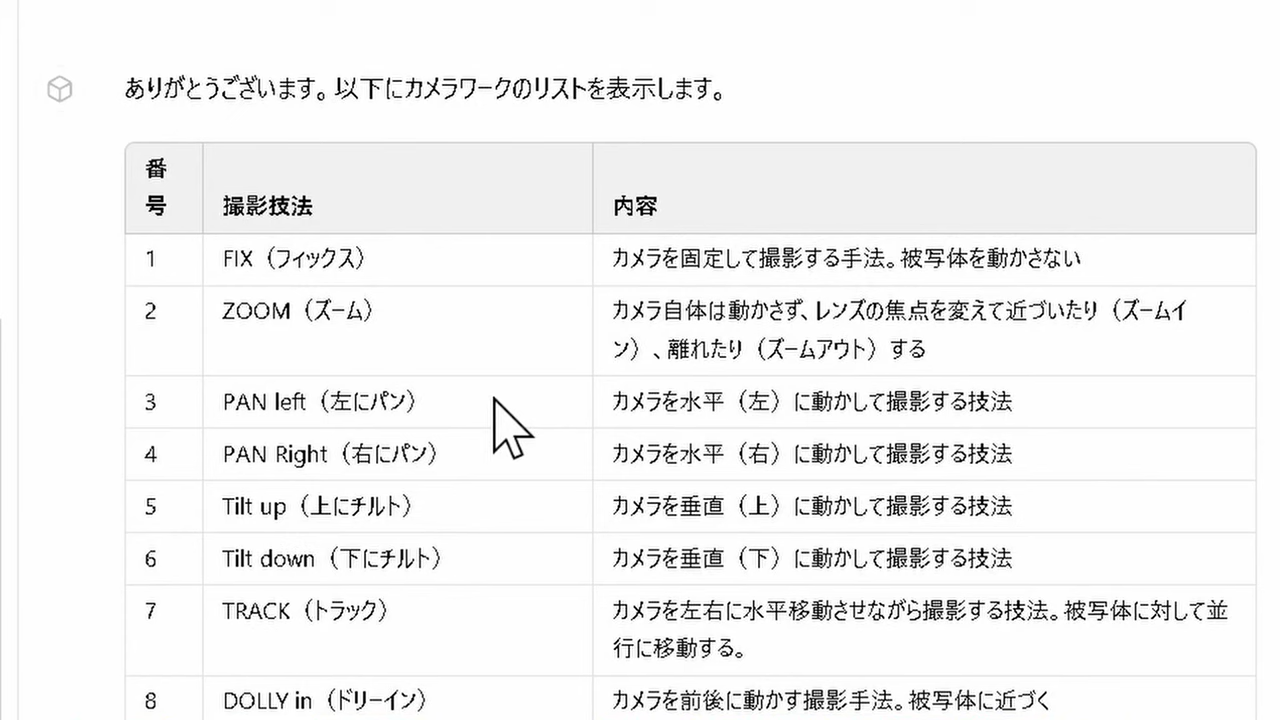 ありがとうございます。以下にカメラワークのリストを表示します。
番号 撮影技法 内容
1 FIX（フィックス） カメラを固定して撮影する手法。被写体を動かさない
2 ZOOM（ズーム） カメラ自体は動かさず、レンズの焦点を変えて近づいたり（ズームイ
ン）、離れたり（ズームアウト）する
3 PAN left（左にパン） カメラを水平（左）に動かして撮影する技法
4 PAN Right（右にパン） カメラを水平（右）に動かして撮影する技法
5 Tilt up（上にチルト） カメラを垂直（上）に動かして撮影する技法
6 Tilt down（下にチルト） カメラを垂直（下）に動かして撮影する技法
7 TRACK（トラック） カメラを左右に水平移動させながら撮影する技法。被写体に対して並
行に移動する。
8 DOLLY in（ドリーイン） カメラを前後に動かす撮影手法。被写体に近づく